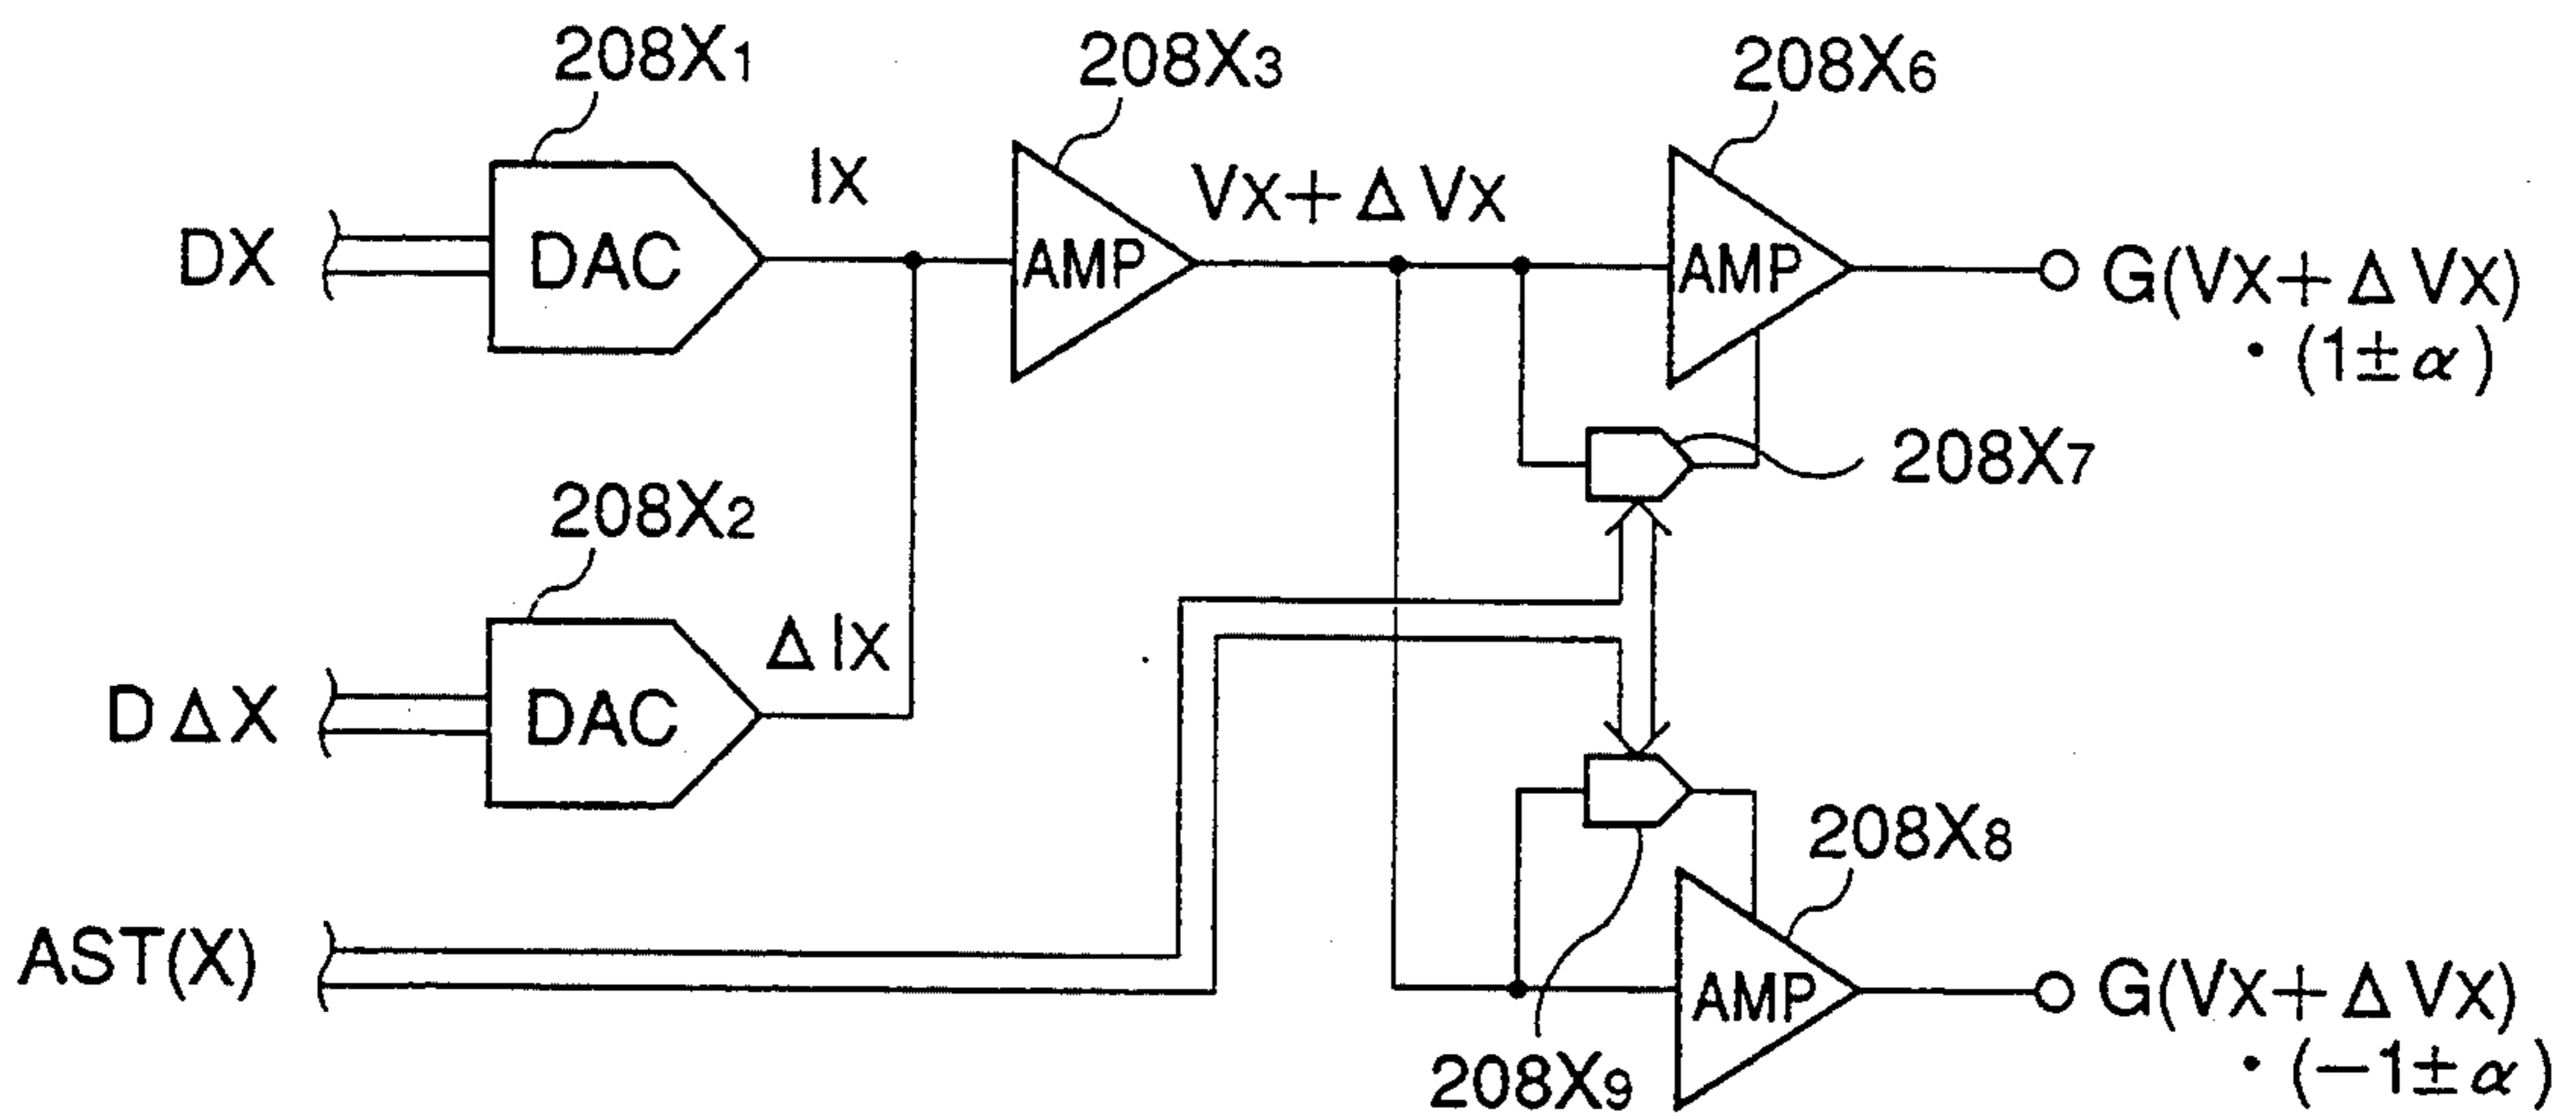 208X1
208X3
208X6
IX
VX+ΔVX
DX
DAC
AMP
AMP
G(VX+ΔVX)
・(1±α)
208X7
208X2
ΔIX
DΔX
DAC
208X8
AST(X)
AMP
G(VX+ΔVX)
・(−1±α)
208X9